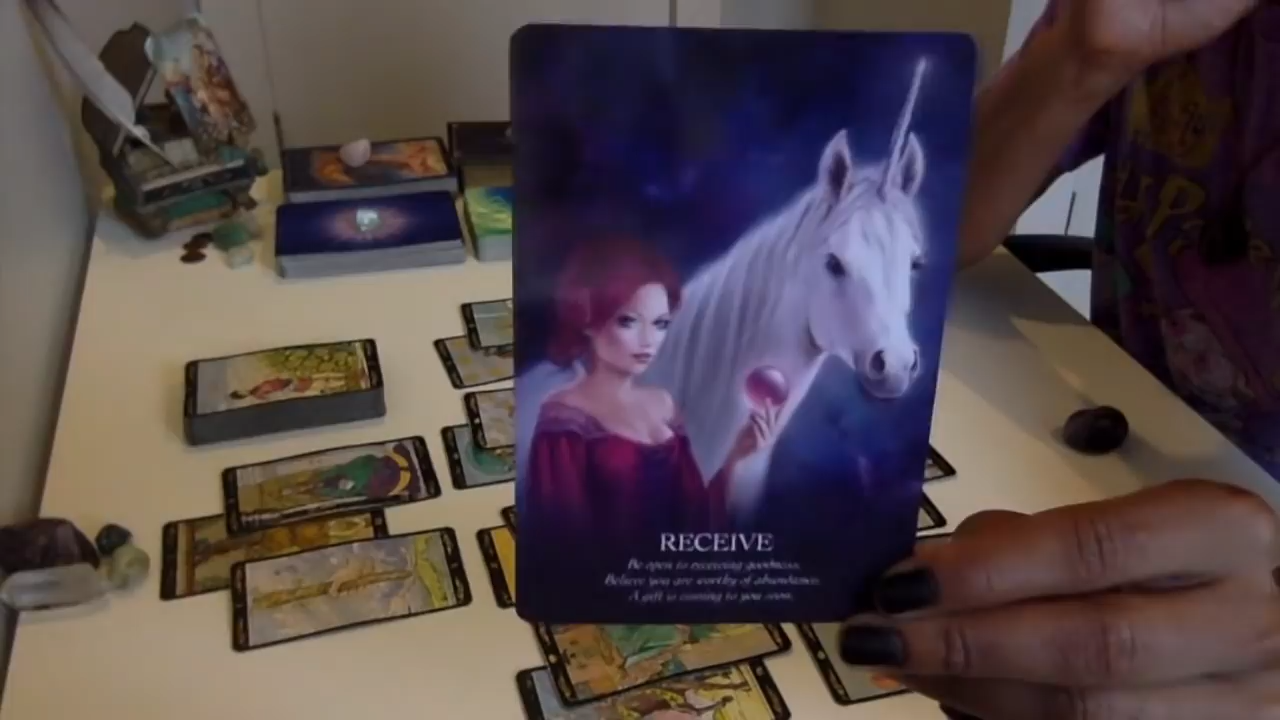 RECEIVE
Be open to receiving goodness.
Believe you are worthy of abundance.
A gift is coming to you soon.